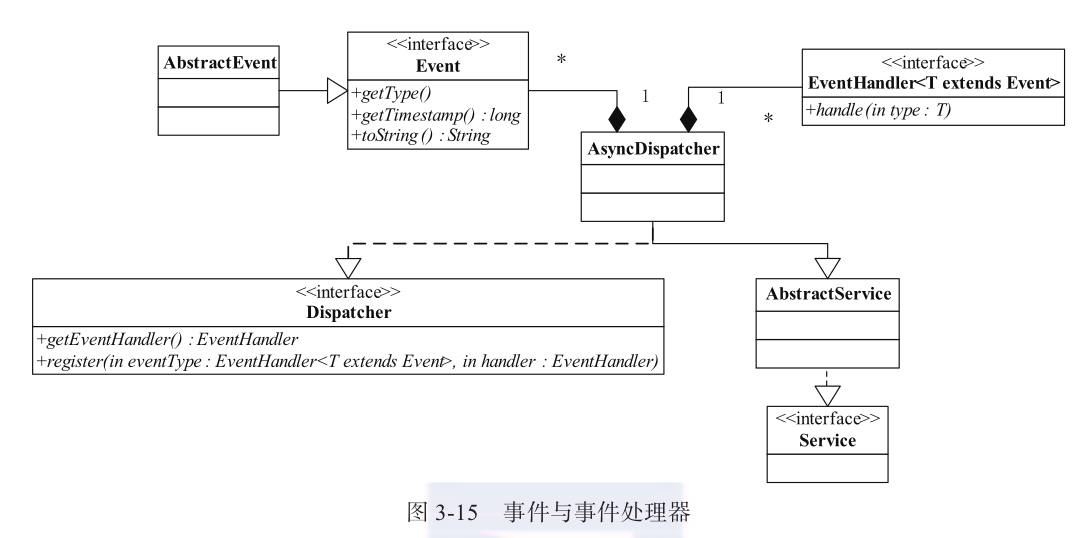 AbstractEvent
<<interface>>
Event
+getType()
+getTimestamp() : long
+toString() : String
*
1
1
*
<<interface>>
EventHandler<T extends Event>
+handle(in type : T)
AsyncDispatcher
<<interface>>
Dispatcher
+getEventHandler() : EventHandler
+register(in eventType : EventHandler<T extends Event>, in handler : EventHandler)
AbstractService
<<interface>>
Service
图 3-15 事件与事件处理器